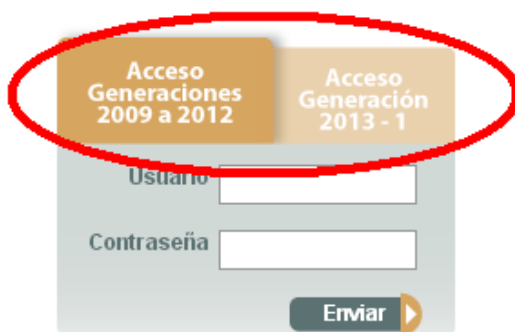 Acceso
Generaciones
2009 a 2012
Acceso
Generación
2013 - 1
Usuario
Contraseña
Enviar